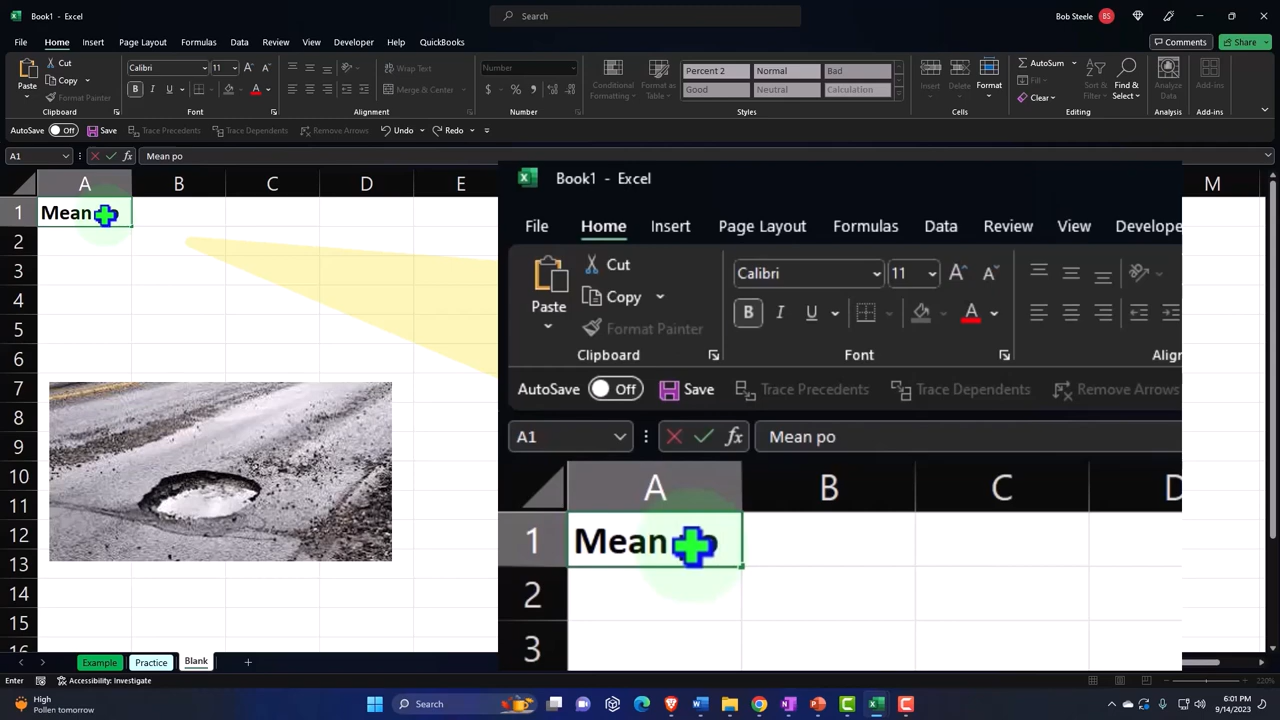 Book1 - Excel
Search
Bob Steele BS
File Home Insert Page Layout Formulas Data Review View Developer Help QuickBooks
Comments Share
Paste Cut Copy Format Painter
Clipboard
Calibri 11
B I U A
Font
Wrap Text
Merge & Center
Alignment
Number
$ %
Number
Conditional Formatting
Format as Table
Percent 2 Normal Bad
Good Neutral Calculation
Styles
Insert Delete Format
Cells
AutoSum
Fill
Clear
Sort & Filter
Find & Select
Editing
Analyze Data
Analysis
Add-ins
Add-ins
AutoSave Off Save Trace Precedents Trace Dependents Remove Arrows Undo Redo
A1 fx Mean po
A B C D E M
1 Mean
2
3
4
5
6
7
8
9
10
11
12
13
14
15
16
Book1 - Excel
File Home Insert Page Layout Formulas Data Review View Develope
Paste Cut Copy Format Painter
Clipboard
Calibri 11
B I U A
Font
Alig
AutoSave Off Save Trace Precedents Trace Dependents Remove Arrows
A1 fx Mean po
A B C D
1 Mean
2
3
Example Practice Blank
Enter Accessibility: Investigate 220%
High
Pollen tomorrow
Search
6:01 PM
9/14/2023